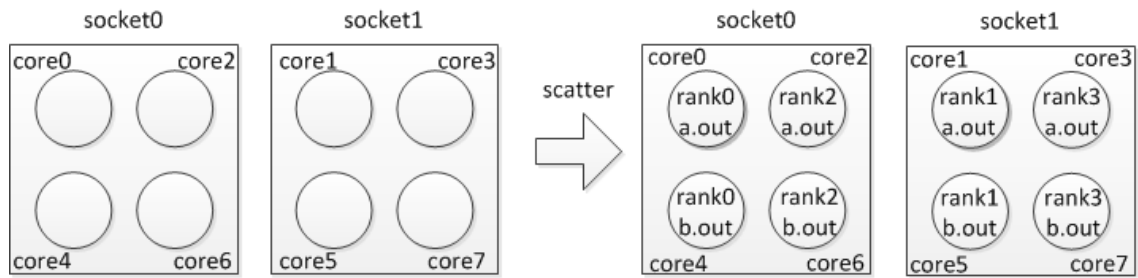 socket0
socket1
socket0
socket1
core0
core2
core1
core3
core0
core2
core1
core3
scatter
rank0
a.out
rank2
a.out
rank1
a.out
rank3
a.out
rank0
b.out
rank2
b.out
rank1
b.out
rank3
b.out
core4
core6
core5
core7
core4
core6
core5
core7